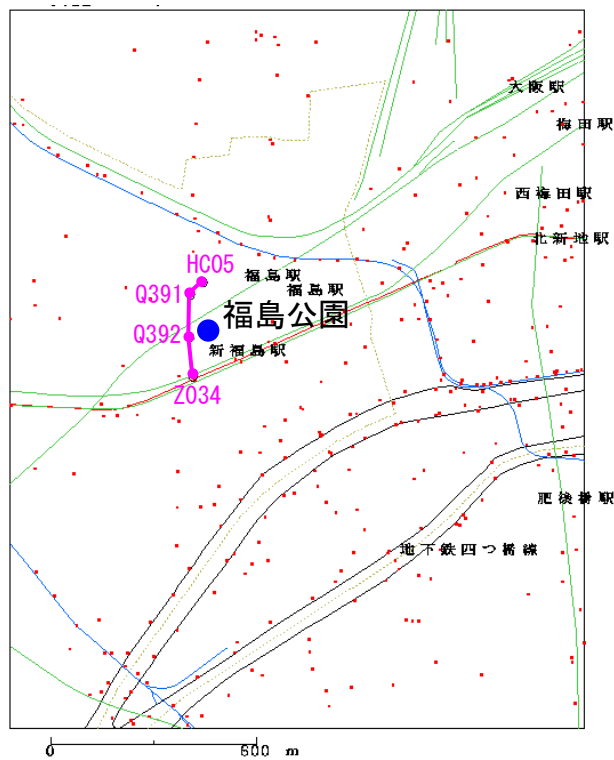 大阪駅
梅田駅
西梅田駅
北新地駅
HC05
福島駅
Q391
福島駅
福島公園
Q392
新福島駅
Z034
肥後橋駅
地下鉄四つ橋線
0 600 m